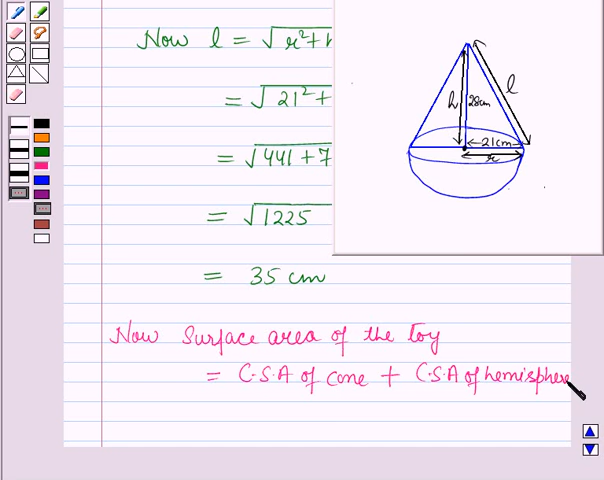 Now l = √r²+h
= √21²+
= √441+7
= √1225
= 35 cm
h
28cm
l
21cm
r
Now Surface area of the toy
= C.S.A of cone + C.S.A of hemisphere